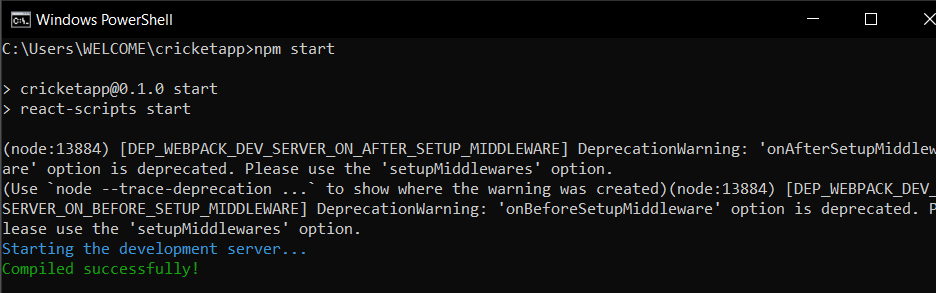 Windows PowerShell
C:\Users\WELCOME\cricketapp>npm start
> cricketapp@0.1.0 start
> react-scripts start
(node:13884) [DEP_WEBPACK_DEV_SERVER_ON_AFTER_SETUP_MIDDLEWARE] DeprecationWarning: 'onAfterSetupMiddlew
are' option is deprecated. Please use the 'setupMiddlewares' option.
(Use `node --trace-deprecation ...` to show where the warning was created)(node:13884) [DEP_WEBPACK_DEV_
SERVER_ON_BEFORE_SETUP_MIDDLEWARE] DeprecationWarning: 'onBeforeSetupMiddleware' option is deprecated. P
lease use the 'setupMiddlewares' option.
Starting the development server...
Compiled successfully!